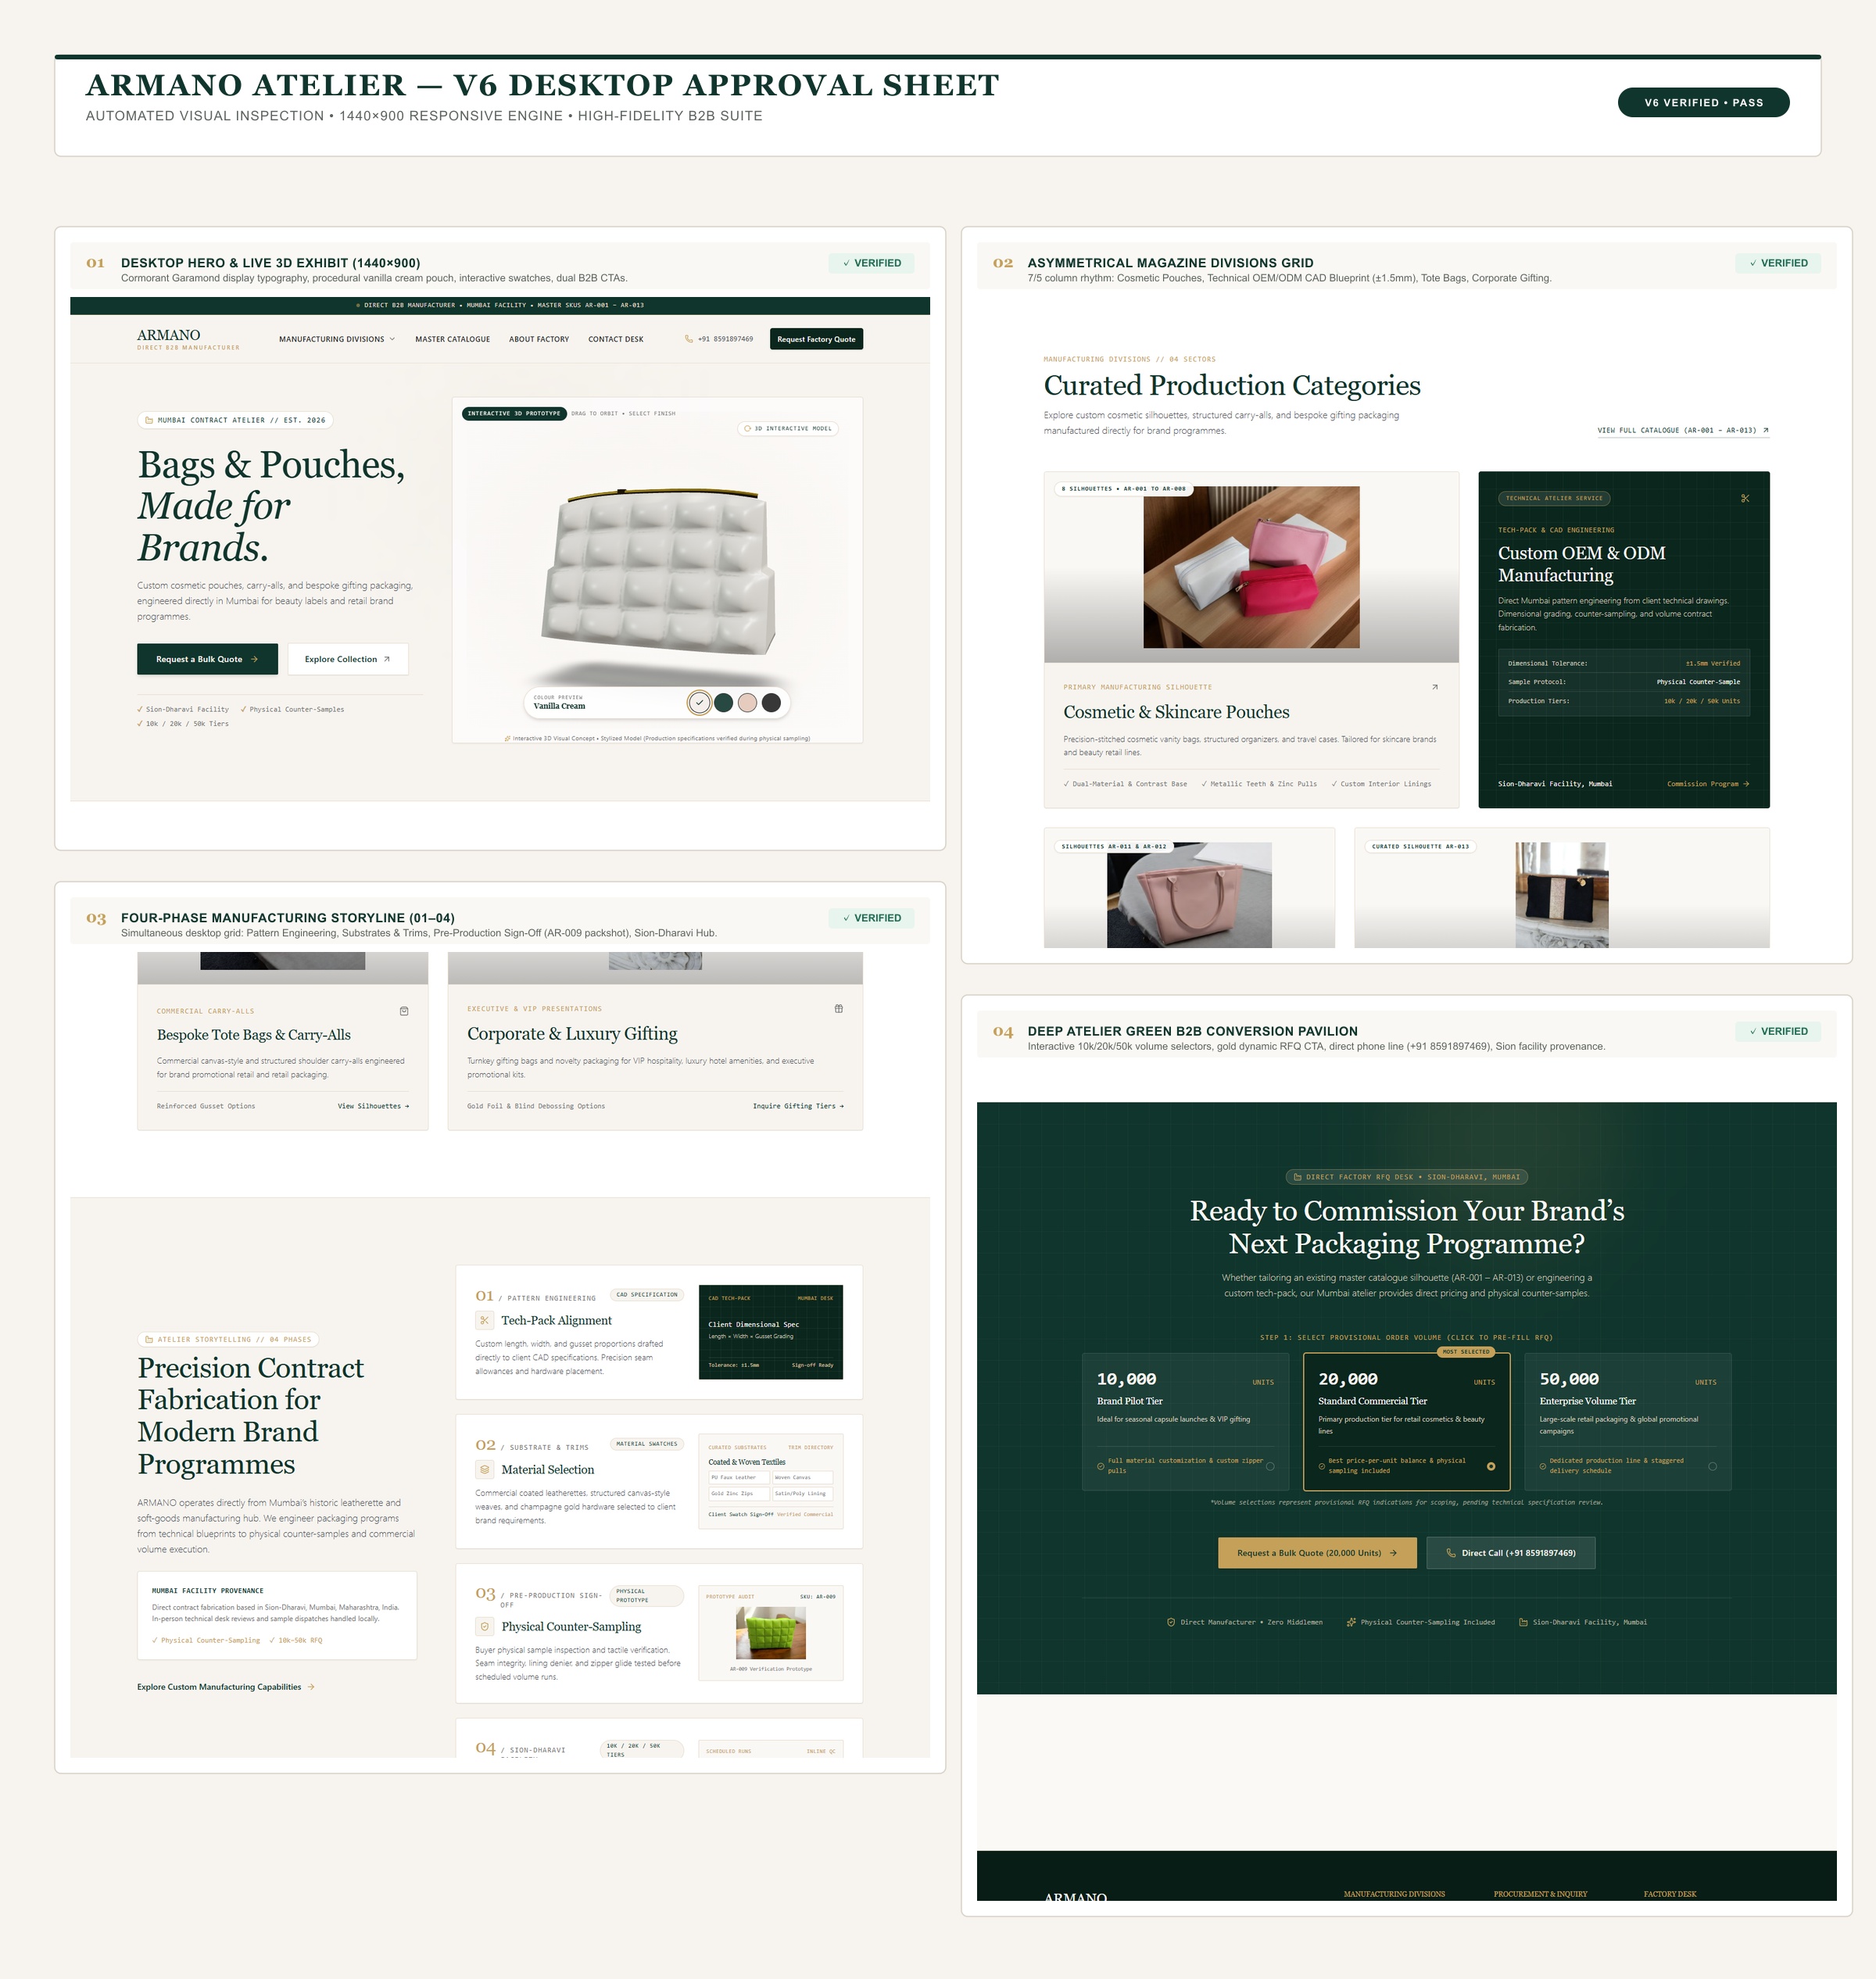 ARMANO ATELIER — V6 DESKTOP APPROVAL SHEET
AUTOMATED VISUAL INSPECTION • 1440×900 RESPONSIVE ENGINE • HIGH-FIDELITY B2B SUITE
V6 VERIFIED • PASS
01 DESKTOP HERO & LIVE 3D EXHIBIT (1440×900)
Cormorant Garamond display typography, procedural vanilla cream pouch, interactive swatches, dual B2B CTAs.
✓ VERIFIED
DIRECT B2B MANUFACTURER • MUMBAI FACILITY • MASTER SKUS AR-001 – AR-013
ARMANO
DIRECT B2B MANUFACTURER
MANUFACTURING DIVISIONS
MASTER CATALOGUE
ABOUT FACTORY
CONTACT DESK
+91 8591897469
Request Factory Quote
MUMBAI CONTRACT ATELIER // EST. 2026
Bags & Pouches,
Made for
Brands.
Custom cosmetic pouches, carry-alls, and bespoke gifting packaging,
engineered directly in Mumbai for beauty labels and retail brand
programmes.
Request a Bulk Quote →
Explore Collection ↗
✓ Sion-Dharavi Facility ✓ Physical Counter-Samples
✓ 10k / 20k / 50k Tiers
INTERACTIVE 3D PROTOTYPE DRAG TO ORBIT • SELECT FINISH
3D INTERACTIVE MODEL
COLOUR PREVIEW
Vanilla Cream
Interactive 3D Visual Concept • Stylized Model (Production specifications verified during physical sampling)
02 ASYMMETRICAL MAGAZINE DIVISIONS GRID
7/5 column rhythm: Cosmetic Pouches, Technical OEM/ODM CAD Blueprint (±1.5mm), Tote Bags, Corporate Gifting.
✓ VERIFIED
MANUFACTURING DIVISIONS // 04 SECTORS
Curated Production Categories
Explore custom cosmetic silhouettes, structured carry-alls, and bespoke gifting packaging
manufactured directly for brand programmes.
VIEW FULL CATALOGUE (AR-001 – AR-013) ↗
8 SILHOUETTES • AR-001 TO AR-008
PRIMARY MANUFACTURING SILHOUETTE ↗
Cosmetic & Skincare Pouches
Precision-stitched cosmetic vanity bags, structured organizers, and travel cases. Tailored for skincare brands
and beauty retail lines.
✓ Dual-Material & Contrast Base ✓ Metallic Teeth & Zinc Pulls ✓ Custom Interior Linings
TECHNICAL ATELIER SERVICE
TECH-PACK & CAD ENGINEERING
Custom OEM & ODM
Manufacturing
Direct Mumbai pattern engineering from client technical drawings.
Dimensional grading, counter-sampling, and volume contract
fabrication.
Dimensional Tolerance: ±1.5mm Verified
Sample Protocol: Physical Counter-Sample
Production Tiers: 10k / 20k / 50k Units
Sion-Dharavi Facility, Mumbai Commission Program →
SILHOUETTES AR-011 & AR-012
CURATED SILHOUETTE AR-013
03 FOUR-PHASE MANUFACTURING STORYLINE (01–04)
Simultaneous desktop grid: Pattern Engineering, Substrates & Trims, Pre-Production Sign-Off (AR-009 packshot), Sion-Dharavi Hub.
✓ VERIFIED
COMMERCIAL CARRY-ALLS
Bespoke Tote Bags & Carry-Alls
Commercial canvas-style and structured shoulder carry-alls engineered
for brand promotional retail and retail packaging.
Reinforced Gusset Options View Silhouettes →
EXECUTIVE & VIP PRESENTATIONS
Corporate & Luxury Gifting
Turnkey gifting bags and novelty packaging for VIP hospitality, luxury hotel amenities, and executive
promotional kits.
Gold Foil & Blind Debossing Options Inquire Gifting Tiers →
ATELIER STORYTELLING // 04 PHASES
Precision Contract
Fabrication for
Modern Brand
Programmes
ARMANO operates directly from Mumbai's historic leatherette and
soft-goods manufacturing hub. We engineer packaging programs
from technical blueprints to physical counter-samples and commercial
volume execution.
MUMBAI FACILITY PROVENANCE
Direct contract fabrication based in Sion-Dharavi, Mumbai, Maharashtra, India.
In-person technical desk reviews and sample dispatches handled locally.
✓ Physical Counter-Sampling ✓ 10k-50k RFQ
Explore Custom Manufacturing Capabilities →
01 / PATTERN ENGINEERING
CAD SPECIFICATION
Tech-Pack Alignment
Custom length, width, and gusset proportions drafted
directly to client CAD specifications. Precision seam
allowances and hardware placement.
CAD TECH-PACK MUMBAI DESK
Client Dimensional Spec
Length × Width × Gusset Grading
Tolerance: ±1.5mm Sign-off Ready
02 / SUBSTRATE & TRIMS
MATERIAL SWATCHES
Material Selection
Commercial coated leatherettes, structured canvas-style
weaves, and champagne gold hardware selected to client
brand requirements.
CURATED SUBSTRATES TRIM DIRECTORY
Coated & Woven Textiles
PU Faux Leather Woven Canvas
Gold Zinc Zips Satin/Poly Lining
Client Swatch Sign-Off Verified Commercial
03 / PRE-PRODUCTION SIGN-
OFF
PHYSICAL
PROTOTYPE
Physical Counter-Sampling
Buyer physical sample inspection and tactile verification.
Seam integrity, lining denier, and zipper glide tested before
scheduled volume runs.
PROTOTYPE AUDIT SKU: AR-009
AR-009 Verification Prototype
04 / SION-DHARAVI
10K / 20K / 50K
TIERS
SCHEDULED RUNS INLINE QC
04 DEEP ATELIER GREEN B2B CONVERSION PAVILION
Interactive 10k/20k/50k volume selectors, gold dynamic RFQ CTA, direct phone line (+91 8591897469), Sion facility provenance.
✓ VERIFIED
DIRECT FACTORY RFQ DESK • SION-DHARAVI, MUMBAI
Ready to Commission Your Brand’s
Next Packaging Programme?
Whether tailoring an existing master catalogue silhouette (AR-001 – AR-013) or engineering a
custom tech-pack, our Mumbai atelier provides direct pricing and physical counter-samples.
STEP 1: SELECT PROVISIONAL ORDER VOLUME (CLICK TO PRE-FILL RFQ)
10,000 UNITS
Brand Pilot Tier
Ideal for seasonal capsule launches & VIP gifting
Full material customization & custom zipper
pulls
MOST SELECTED
20,000 UNITS
Standard Commercial Tier
Primary production tier for retail cosmetics & beauty
lines
Best price-per-unit balance & physical
sampling included
50,000 UNITS
Enterprise Volume Tier
Large-scale retail packaging & global promotional
campaigns
Dedicated production line & staggered
delivery schedule
*Volume selections represent provisional RFQ indications for scoping, pending technical specification review.
Request a Bulk Quote (20,000 Units) →
Direct Call (+91 8591897469)
Direct Manufacturer • Zero Middlemen
Physical Counter-Sampling Included
Sion-Dharavi Facility, Mumbai
ARMANO
MANUFACTURING DIVISIONS
PROCUREMENT & INQUIRY
FACTORY DESK